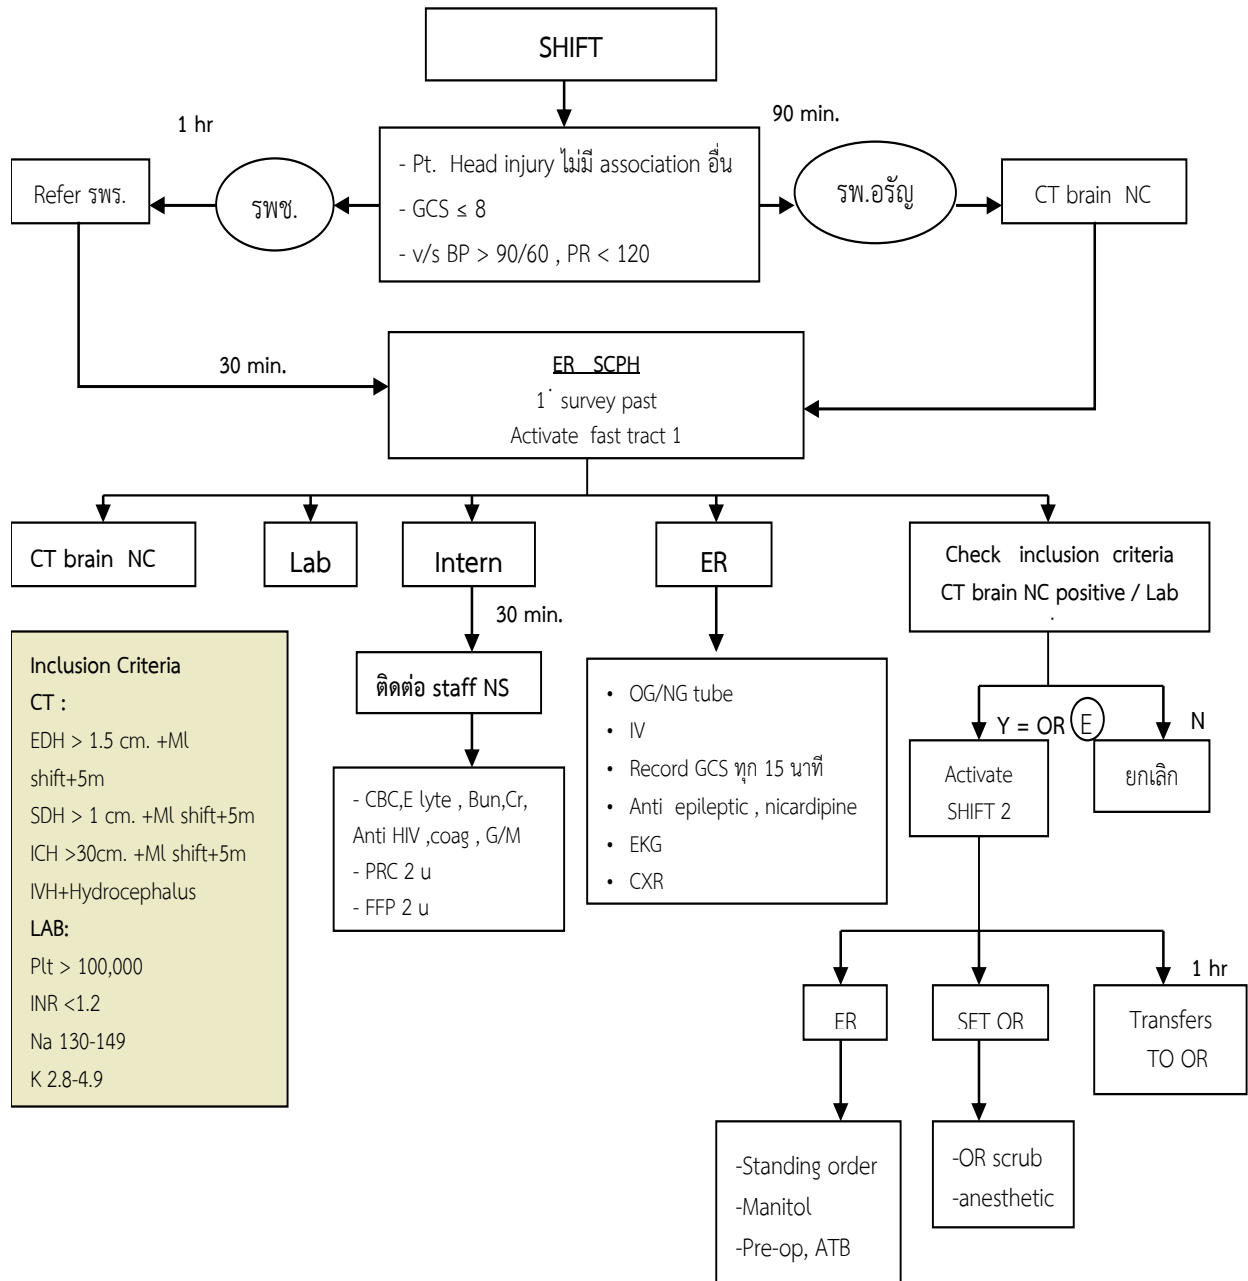 SHIFT
1 hr
90 min.
- Pt. Head injury ไม่มี association อื่น
- GCS ≤ 8
- v/s BP > 90/60 , PR < 120
Refer รพร.
รพช.
รพ.อรัญ
CT brain NC
30 min.
ER SCPH
1˙ survey past
Activate fast tract 1
CT brain NC
Lab
Intern
ER
Check inclusion criteria
CT brain NC positive / Lab
.
30 min.
ติดต่อ staff NS
- CBC,E lyte , Bun,Cr,
Anti HIV ,coag , G/M
- PRC 2 u
- FFP 2 u
• OG/NG tube
• IV
• Record GCS ทุก 15 นาที
• Anti epileptic , nicardipine
• EKG
• CXR
Y = OR E
N
Activate
SHIFT 2
ยกเลิก
Inclusion Criteria
CT :
EDH > 1.5 cm. +Ml
shift+5m
SDH > 1 cm. +Ml shift+5m
ICH >30cm. +Ml shift+5m
IVH+Hydrocephalus
LAB:
Plt > 100,000
INR <1.2
Na 130-149
K 2.8-4.9
1 hr
ER
SET OR
Transfers
TO OR
-Standing order
-Manitol
-Pre-op, ATB
-OR scrub
-anesthetic